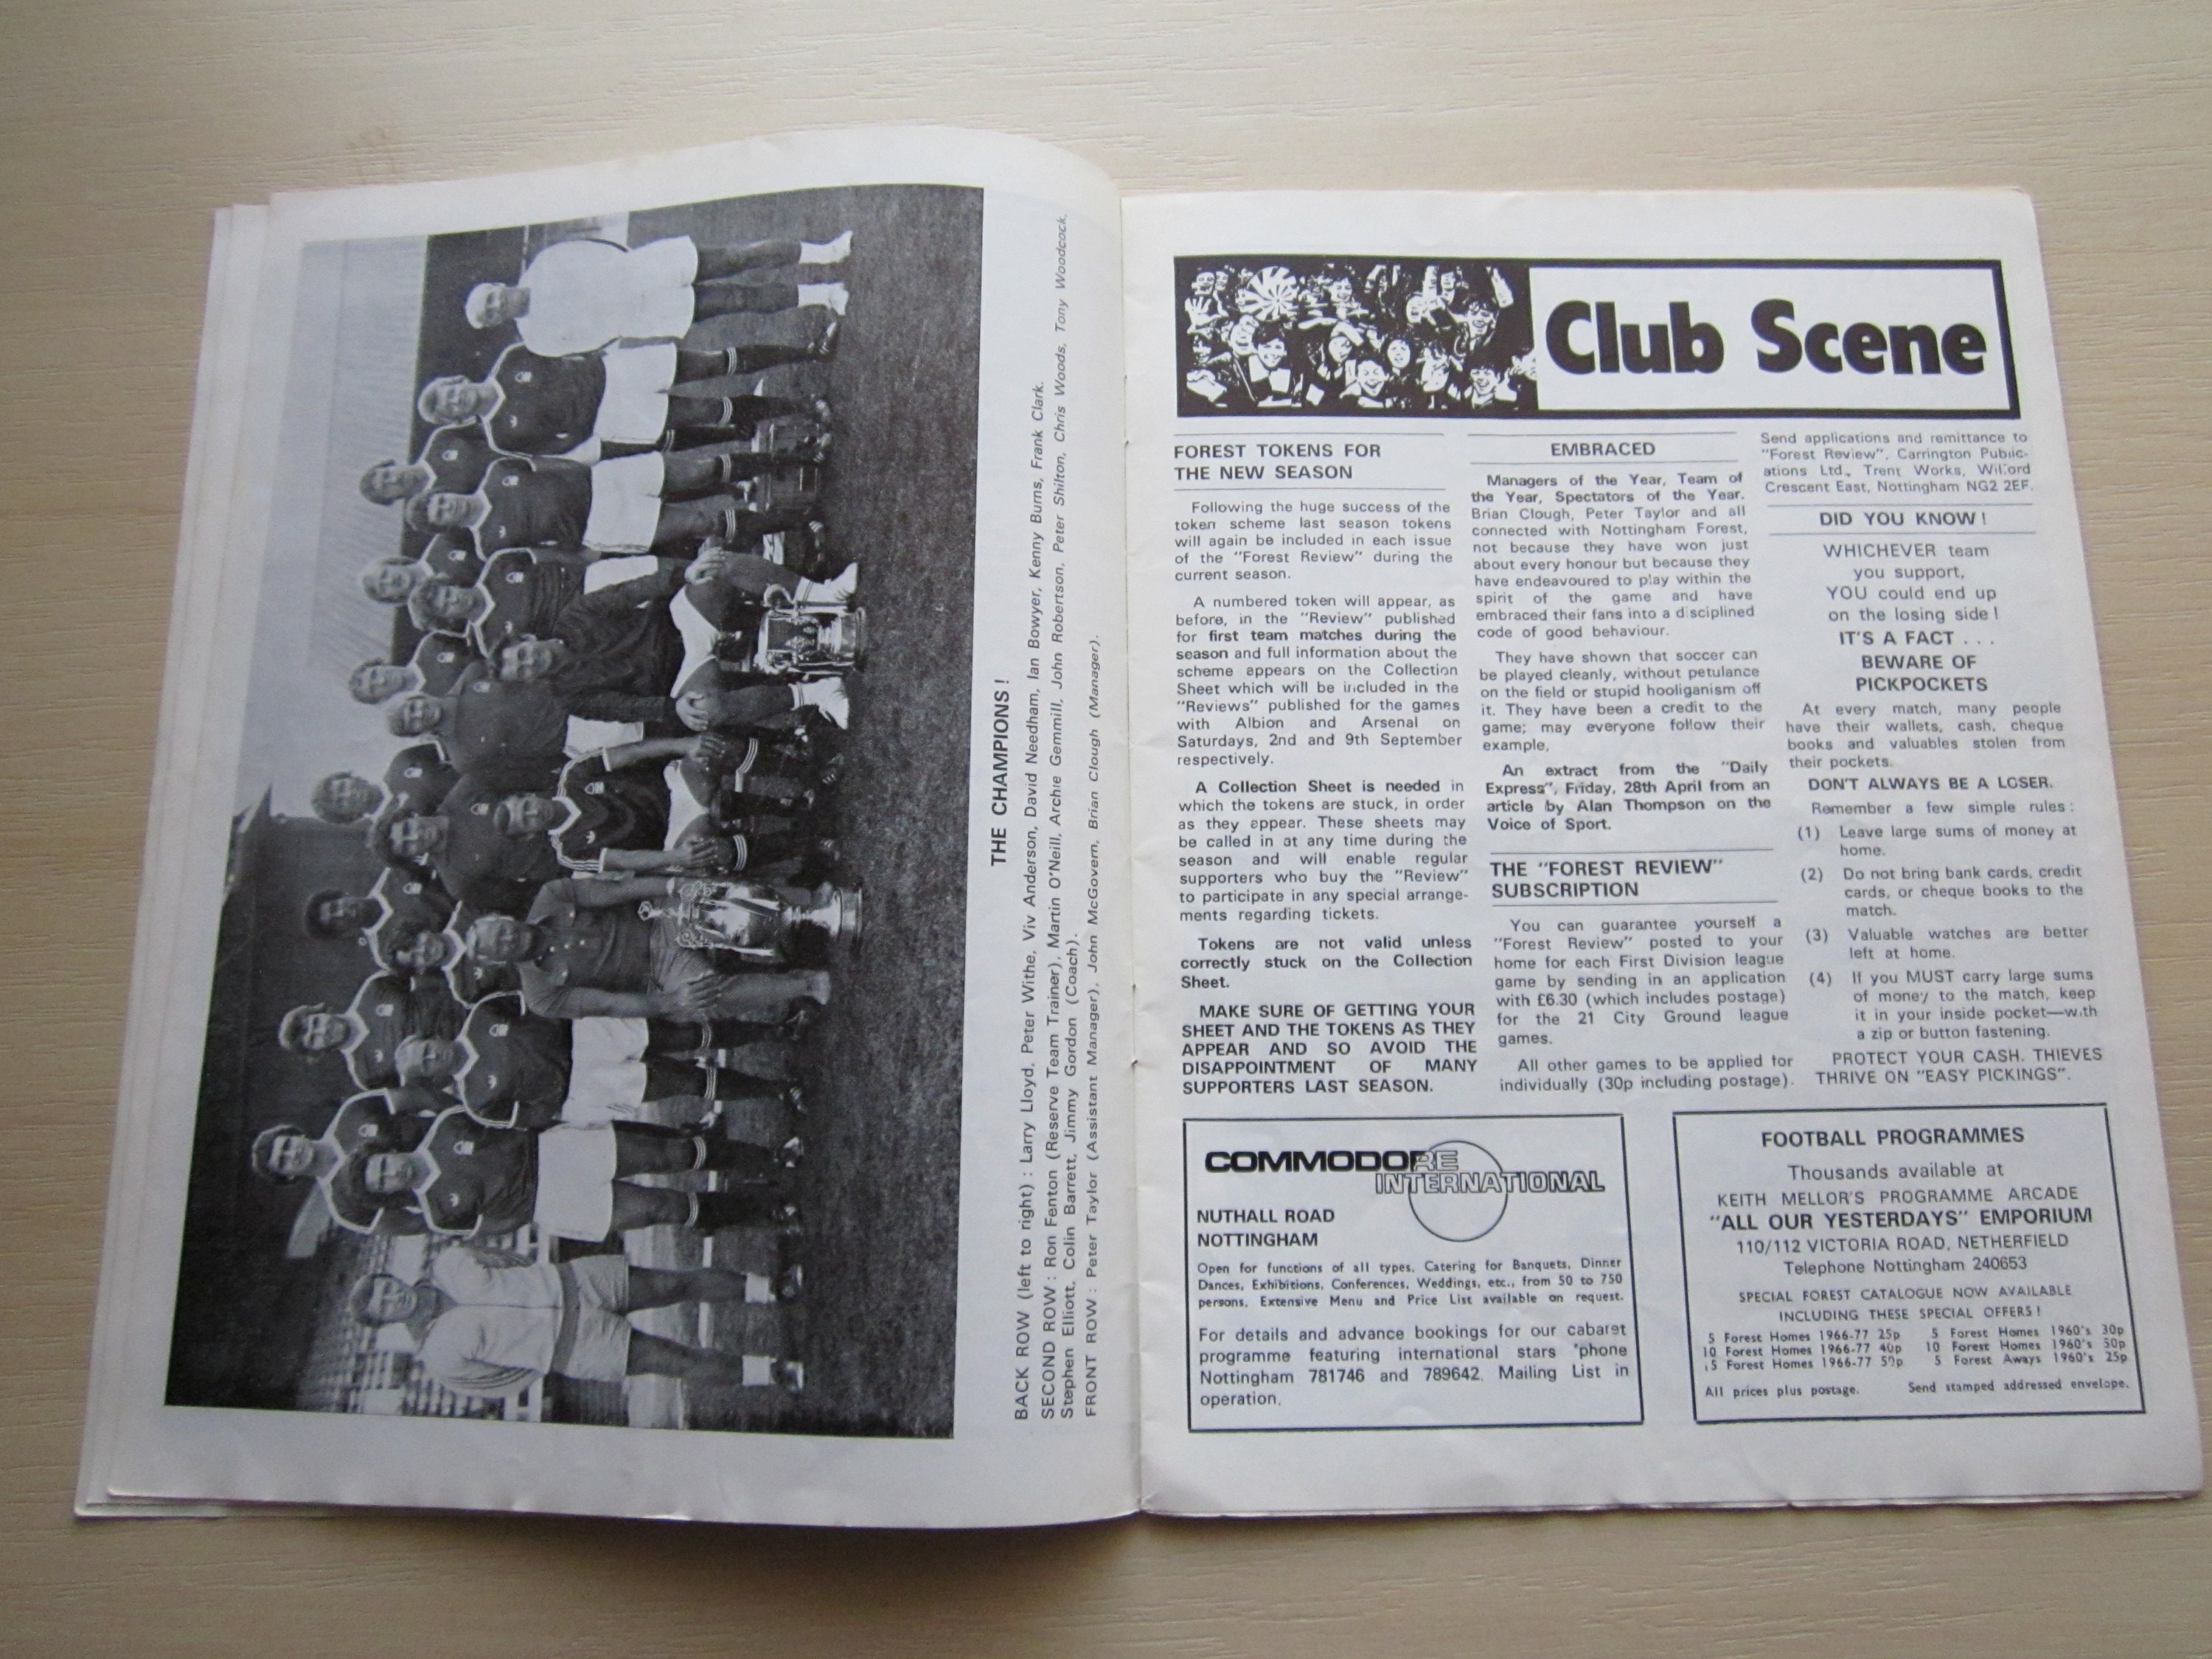 THE CHAMPIONS !
BACK ROW (left to right) : Larry Lloyd, Peter Withe, Viv Anderson, David Needham, Ian Bowyer, Kenny Burns, Frank Clark.
SECOND ROW : Ron Fenton (Reserve Team Trainer), Martin O'Neill, Archie Gemmill, John Robertson, Peter Shilton, Chris Woods, Tony Woodcock,
Stephen Elliott, Colin Barrett, Jimmy Gordon (Coach).
FRONT ROW : Peter Taylor (Assistant Manager), John McGovern, Brian Clough (Manager).
Club Scene
FOREST TOKENS FOR
THE NEW SEASON
Following the huge success of the
token scheme last season tokens
will again be included in each issue
of the "Forest Review" during the
current season.
A numbered token will appear, as
before, in the "Review" published
for first team matches during the
season and full information about the
scheme appears on the Collection
Sheet which will be included in the
"Reviews" published for the games
with Albion and Arsenal on
Saturdays, 2nd and 9th September
respectively.
A Collection Sheet is needed in
which the tokens are stuck, in order
as they appear. These sheets may
be called in at any time during the
season and will enable regular
supporters who buy the "Review"
to participate in any special arrange-
ments regarding tickets.
Tokens are not valid unless
correctly stuck on the Collection
Sheet.
MAKE SURE OF GETTING YOUR
SHEET AND THE TOKENS AS THEY
APPEAR AND SO AVOID THE
DISAPPOINTMENT OF MANY
SUPPORTERS LAST SEASON.
EMBRACED
Managers of the Year, Team of
the Year, Spectators of the Year.
Brian Clough, Peter Taylor and all
connected with Nottingham Forest,
not because they have won just
about every honour but because they
have endeavoured to play within the
spirit of the game and have
embraced their fans into a disciplined
code of good behaviour.
They have shown that soccer can
be played cleanly, without petulance
on the field or stupid hooliganism off
it. They have been a credit to the
game; may everyone follow their
example,
An extract from the "Daily
Express", Friday, 28th April from an
article by Alan Thompson on the
Voice of Sport.
THE "FOREST REVIEW"
SUBSCRIPTION
You can guarantee yourself a
"Forest Review" posted to your
home for each First Division league
game by sending in an application
with £6.30 (which includes postage)
for the 21 City Ground league
games.
All other games to be applied for
individually (30p including postage).
Send applications and remittance to
"Forest Review", Carrington Public-
ations Ltd., Trent Works, Wilford
Crescent East, Nottingham NG2 2EF.
DID YOU KNOW !
WHICHEVER team
you support,
YOU could end up
on the losing side !
IT'S A FACT . . .
BEWARE OF
PICKPOCKETS
At every match, many people
have their wallets, cash, cheque
books and valuables stolen from
their pockets.
DON'T ALWAYS BE A LOSER.
Remember a few simple rules :
(1) Leave large sums of money at
home.
(2) Do not bring bank cards, credit
cards, or cheque books to the
match.
(3) Valuable watches are better
left at home.
(4) If you MUST carry large sums
of money to the match, keep
it in your inside pocket—with
a zip or button fastening.
PROTECT YOUR CASH. THIEVES
THRIVE ON "EASY PICKINGS".
COMMODORE
INTERNATIONAL
NUTHALL ROAD
NOTTINGHAM
Open for functions of all types. Catering for Banquets, Dinner
Dances, Exhibitions, Conferences, Weddings, etc., from 50 to 750
persons. Extensive Menu and Price List available on request.
For details and advance bookings for our cabaret
programme featuring international stars 'phone
Nottingham 781746 and 789642. Mailing List in
operation.
FOOTBALL PROGRAMMES
Thousands available at
KEITH MELLOR'S PROGRAMME ARCADE
"ALL OUR YESTERDAYS" EMPORIUM
110/112 VICTORIA ROAD, NETHERFIELD
Telephone Nottingham 240653
SPECIAL FOREST CATALOGUE NOW AVAILABLE
INCLUDING THESE SPECIAL OFFERS !
5 Forest Homes 1966-77 25p 5 Forest Homes 1960's 30p
10 Forest Homes 1966-77 40p 10 Forest Homes 1960's 50p
15 Forest Homes 1966-77 50p 5 Forest Aways 1960's 25p
All prices plus postage. Send stamped addressed envelope.